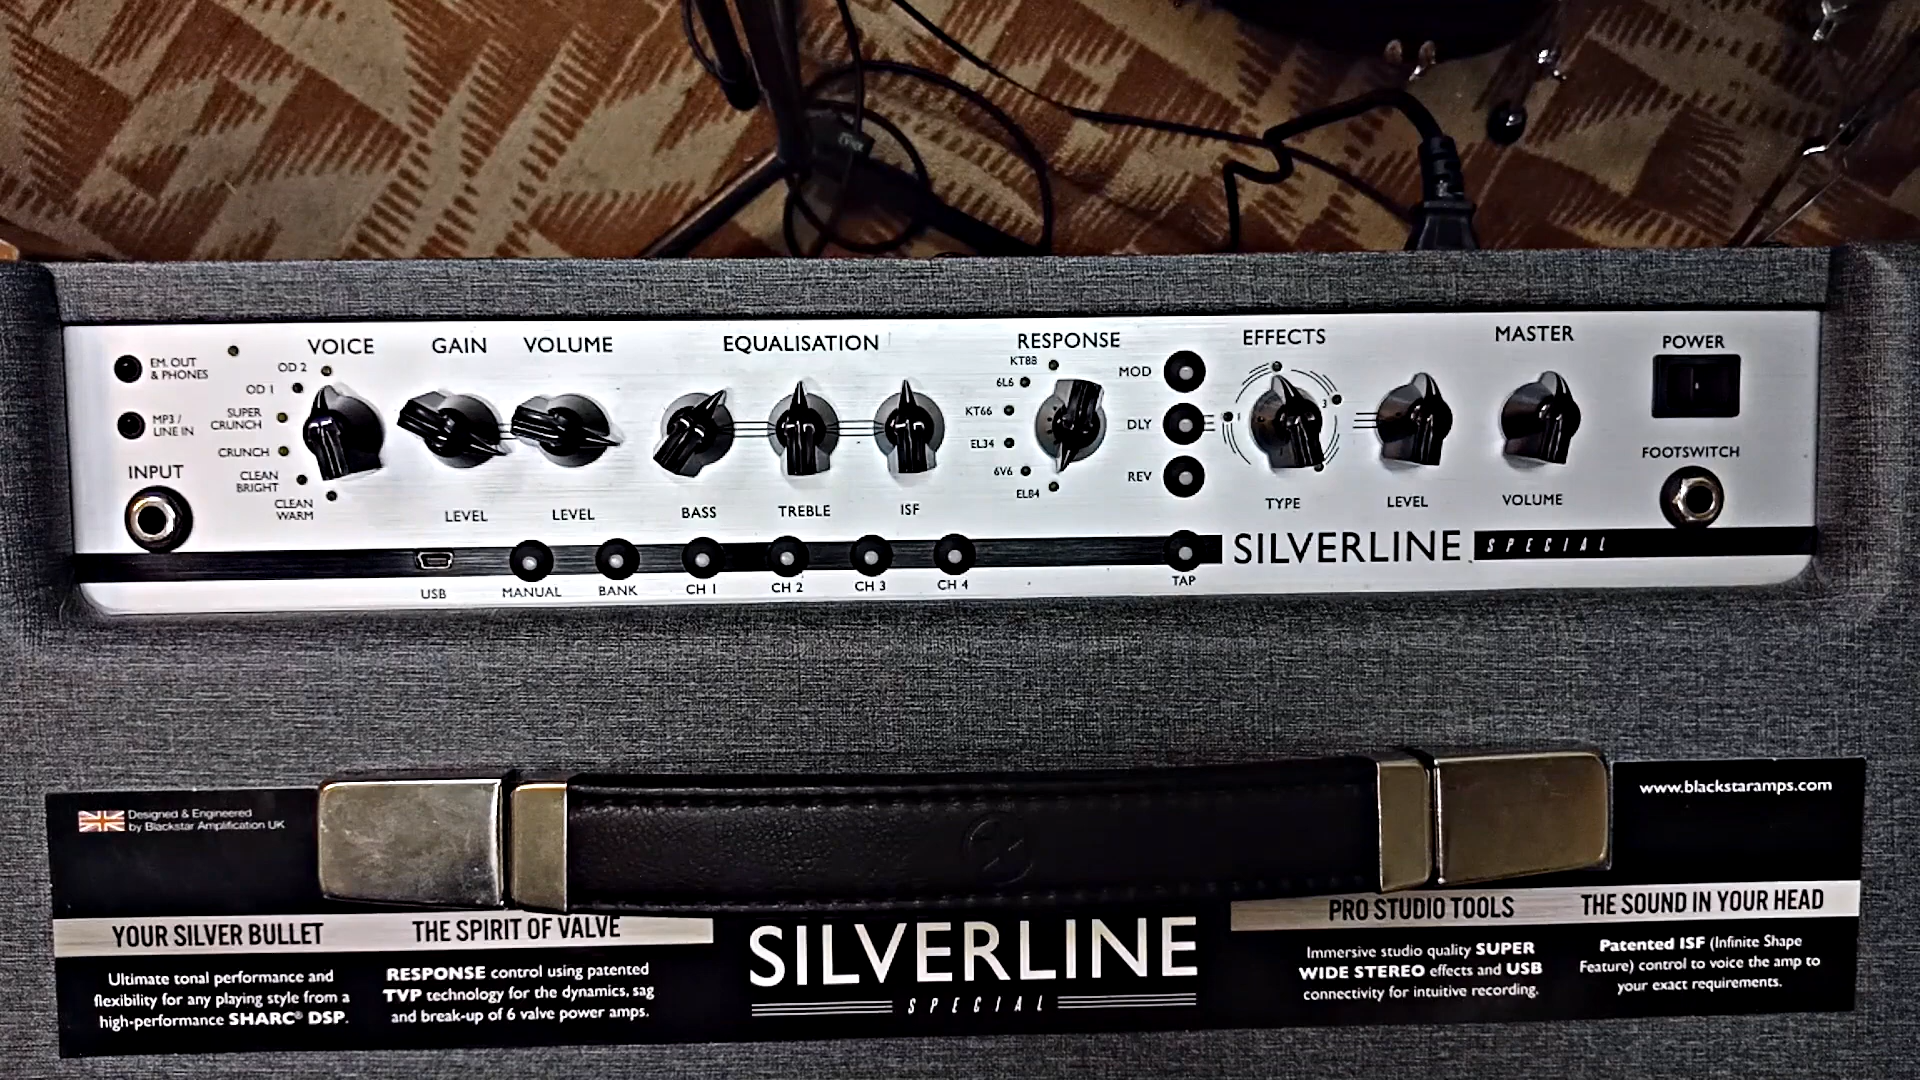 EM. OUT
& PHONES
MP3 /
LINE IN
INPUT
VOICE
OD 2
OD 1
SUPER
CRUNCH
CRUNCH
CLEAN
BRIGHT
CLEAN
WARM
GAIN
LEVEL
VOLUME
LEVEL
EQUALISATION
BASS
TREBLE
ISF
RESPONSE
KT88
6L6
KT66
EL34
6V6
EL84
MOD
DLY
REV
EFFECTS
1
3
TYPE
LEVEL
MASTER
VOLUME
POWER
FOOTSWITCH
USB
MANUAL
BANK
CH 1
CH 2
CH 3
CH 4
TAP
SILVERLINE SPECIAL
Designed & Engineered
by Blackstar Amplification UK
www.blackstaramps.com
YOUR SILVER BULLET
Ultimate tonal performance and
flexibility for any playing style from a
high-performance SHARC® DSP.
THE SPIRIT OF VALVE
RESPONSE control using patented
TVP technology for the dynamics, sag
and break-up of 6 valve power amps.
SILVERLINE
SPECIAL
PRO STUDIO TOOLS
Immersive studio quality SUPER
WIDE STEREO effects and USB
connectivity for intuitive recording.
THE SOUND IN YOUR HEAD
Patented ISF (Infinite Shape
Feature) control to voice the amp to
your exact requirements.